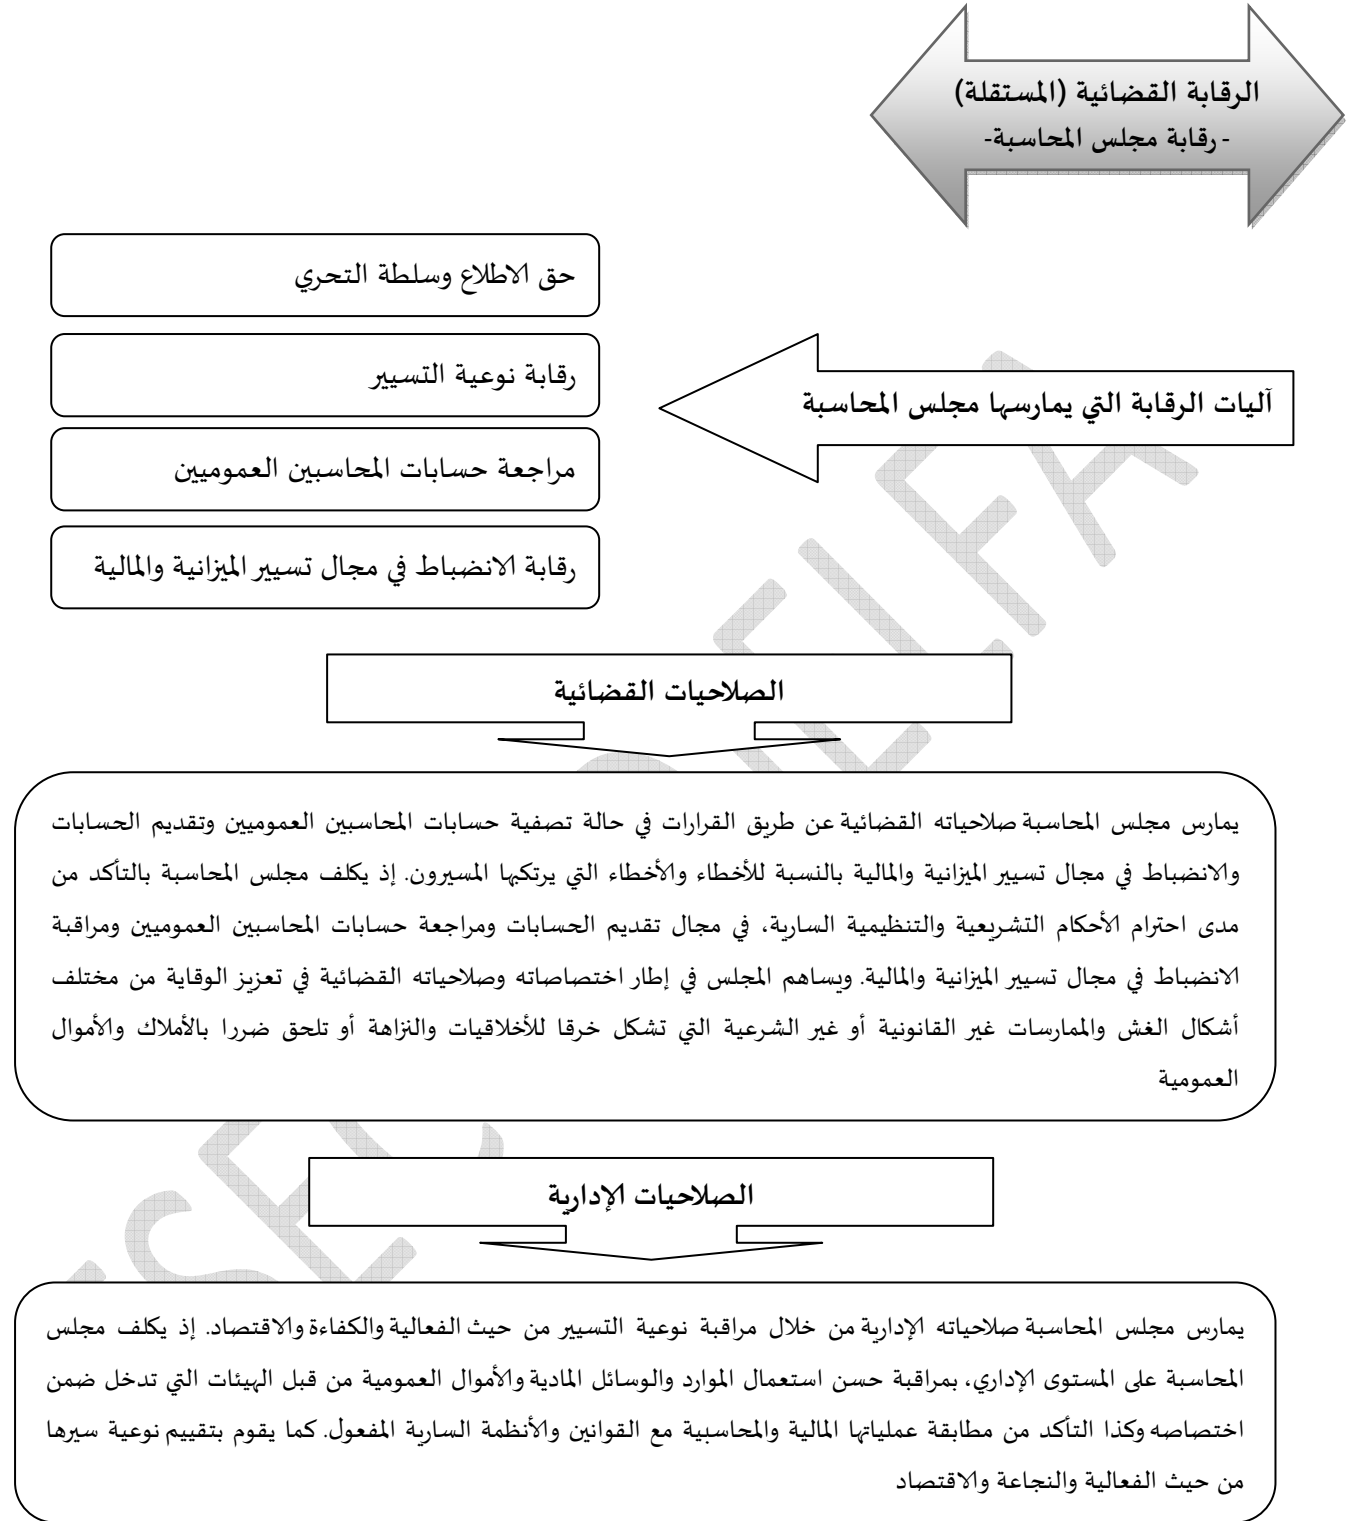 الرقابة القضائية (المستقلة)
- رقابة مجلس المحاسبة-
حق الاطلاع وسلطة التحري
رقابة نوعية التسيير
آليات الرقابة التي يمارسها مجلس المحاسبة
مراجعة حسابات المحاسبين العموميين
رقابة الانضباط في مجال تسيير الميزانية والمالية
الصلاحيات القضائية
يمارس مجلس المحاسبة صلاحياته القضائية عن طريق القرارات في حالة تصفية حسابات المحاسبين العموميين وتقديم الحسابات
والانضباط في مجال تسيير الميزانية والمالية بالنسبة للأخطاء والأخطاء التي يرتكبها المسيرون. إذ يكلف مجلس المحاسبة بالتأكد من
مدى احترام الأحكام التشريعية والتنظيمية السارية، في مجال تقديم الحسابات ومراجعة حسابات المحاسبين العموميين ومراقبة
الانضباط في مجال تسيير الميزانية والمالية. ويساهم المجلس في إطار اختصاصاته وصلاحياته القضائية في تعزيز الوقاية من مختلف
أشكال الغش والممارسات غير القانونية أو غير الشرعية التي تشكل خرقا للأخلاقيات والنزاهة أو تلحق ضررا بالأملاك والأموال
العمومية
الصلاحيات الإدارية
يمارس مجلس المحاسبة صلاحياته الإدارية من خلال مراقبة نوعية التسيير من حيث الفعالية والكفاءة والاقتصاد. إذ يكلف مجلس
المحاسبة على المستوى الإداري، بمراقبة حسن استعمال الموارد والوسائل المادية والأموال العمومية من قبل الهيئات التي تدخل ضمن
اختصاصه وكذا التأكد من مطابقة عملياتها المالية والمحاسبية مع القوانين والأنظمة السارية المفعول. كما يقوم بتقييم نوعية سيرها
من حيث الفعالية والنجاعة والاقتصاد